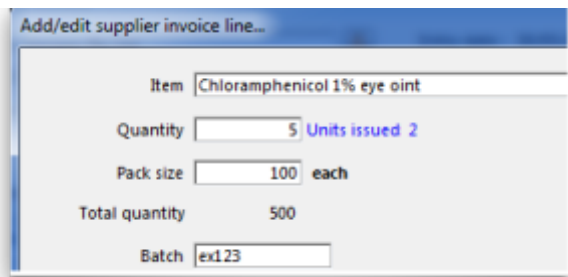 Add/edit supplier invoice line...
Item Chloramphenicol 1% eye oint
Quantity 5 Units issued 2
Pack size 100 each
Total quantity 500
Batch ex123